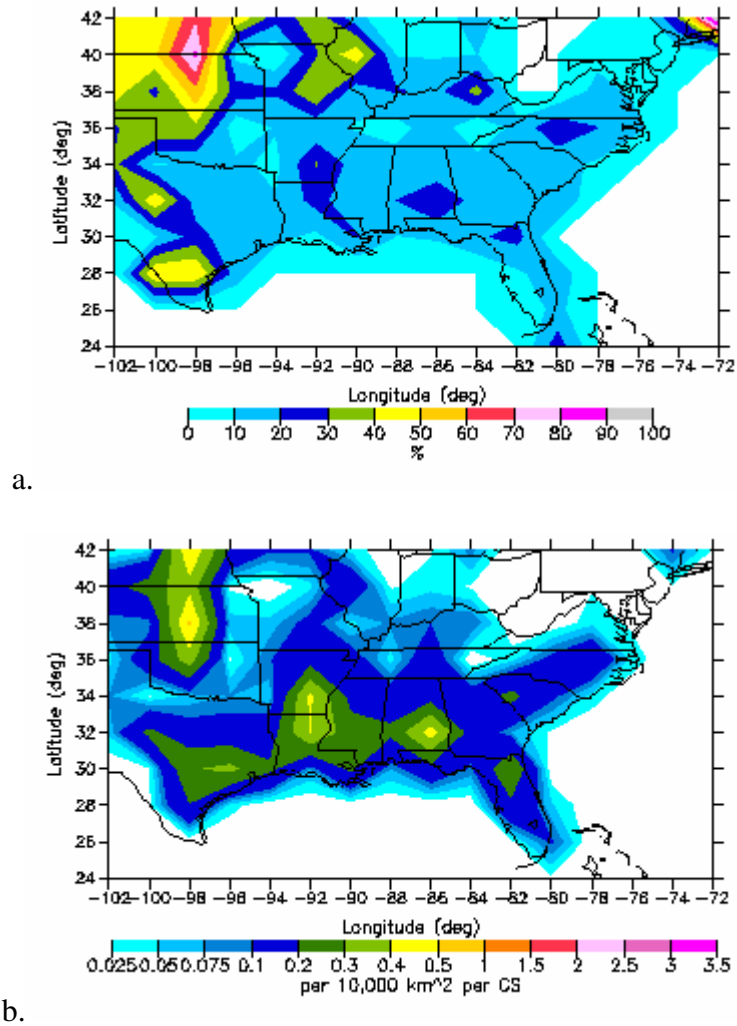 42
40
38
36
34
32
30
28
26
24
Latitude (deg)
-102 -100 -98 -96 -94 -92 -90 -88 -86 -84 -82 -80 -78 -76 -74 -72
Longitude (deg)
0 10 20 30 40 50 60 70 80 90 100
%
a.
42
40
38
36
34
32
30
28
26
24
Latitude (deg)
-102 -100 -98 -96 -94 -92 -90 -88 -86 -84 -82 -80 -78 -76 -74 -72
Longitude (deg)
0.025 0.05 0.075 0.1 0.2 0.3 0.4 0.5 1 1.5 2 2.5 3 3.5
per 10,000 km^2 per CS
b.